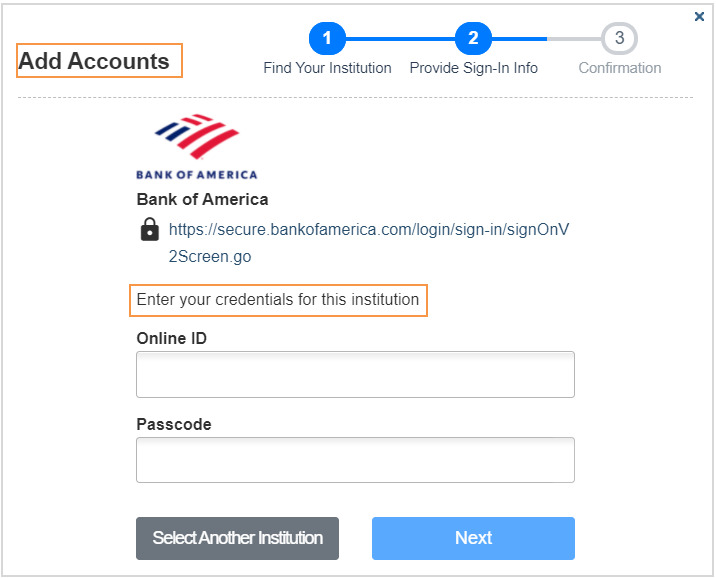 ×
1 2 3
Add Accounts
Find Your Institution Provide Sign-In Info Confirmation
BANK OF AMERICA
Bank of America
https://secure.bankofamerica.com/login/sign-in/signOnV
2Screen.go
Enter your credentials for this institution
Online ID
Passcode
Select Another Institution Next